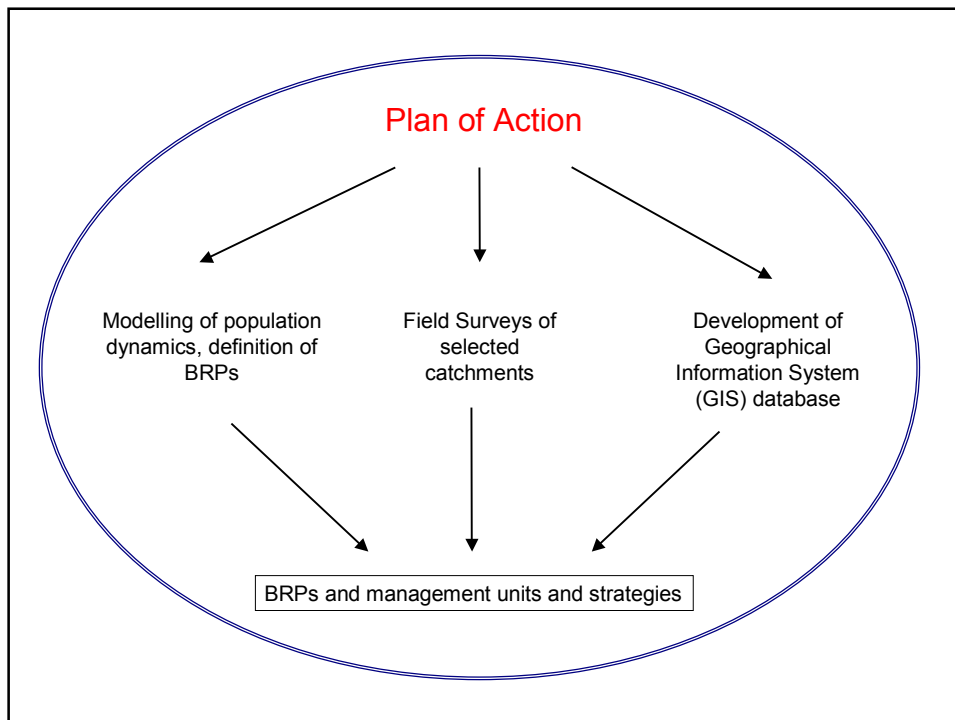 Plan of Action
Modelling of population
dynamics, definition of
BRPs
Field Surveys of
selected
catchments
Development of
Geographical
Information System
(GIS) database
BRPs and management units and strategies